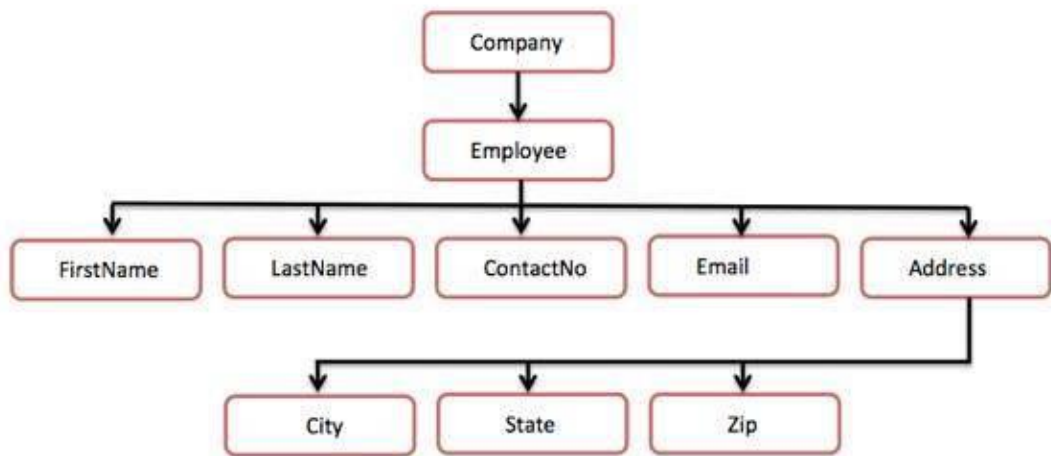 Company
Employee
FirstName
LastName
ContactNo
Email
Address
City
State
Zip